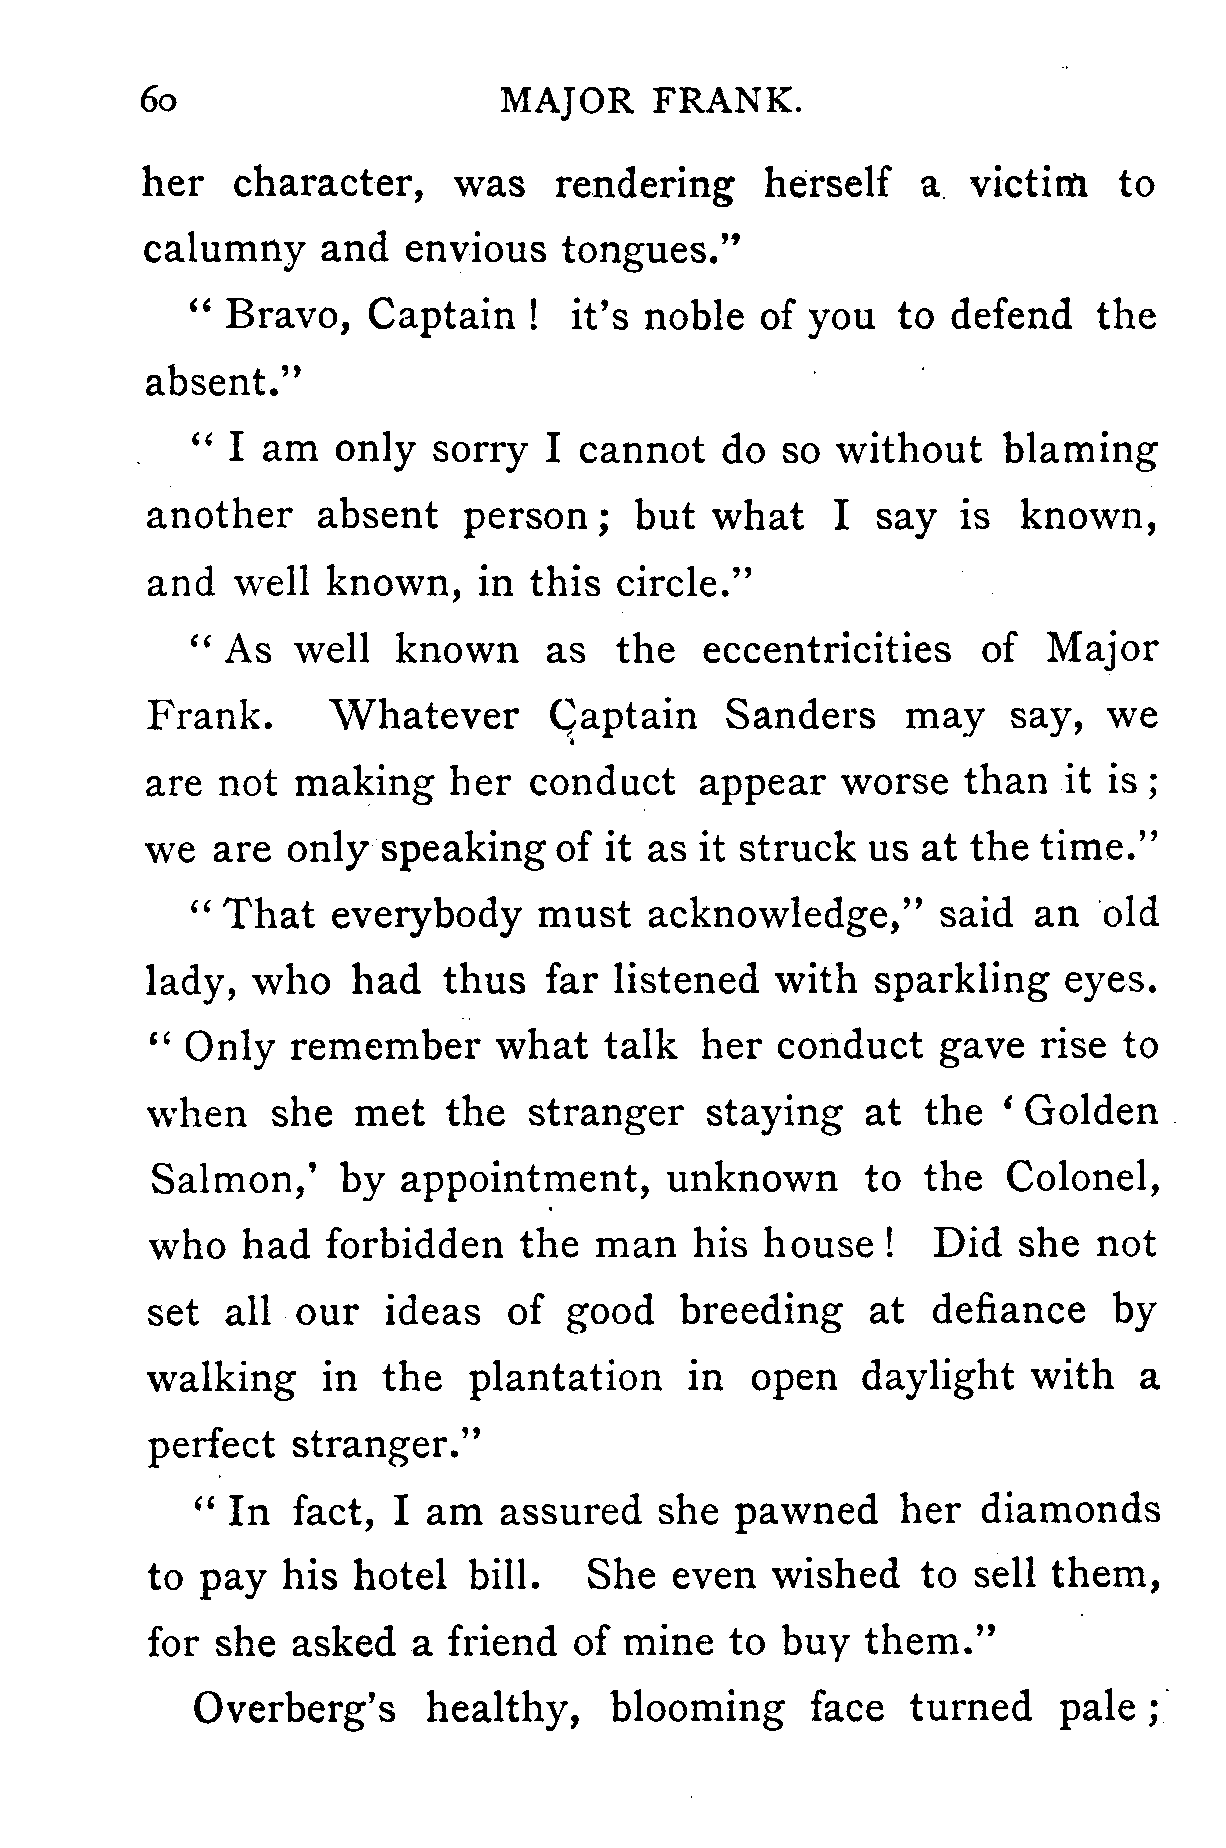 60 MAJOR FRANK.
her character, was rendering herself a victim to
calumny and envious tongues."
" Bravo, Captain ! it's noble of you to defend the
absent."
" I am only sorry I cannot do so without blaming
another absent person ; but what I say is known,
and well known, in this circle."
" As well known as the eccentricities of Major
Frank. Whatever Captain Sanders may say, we
are not making her conduct appear worse than it is ;
we are only speaking of it as it struck us at the time."
" That everybody must acknowledge," said an old
lady, who had thus far listened with sparkling eyes.
" Only remember what talk her conduct gave rise to
when she met the stranger staying at the ' Golden
Salmon,' by appointment, unknown to the Colonel,
who had forbidden the man his house ! Did she not
set all our ideas of good breeding at defiance by
walking in the plantation in open daylight with a
perfect stranger."
" In fact, I am assured she pawned her diamonds
to pay his hotel bill. She even wished to sell them,
for she asked a friend of mine to buy them."
Overberg's healthy, blooming face turned pale ;